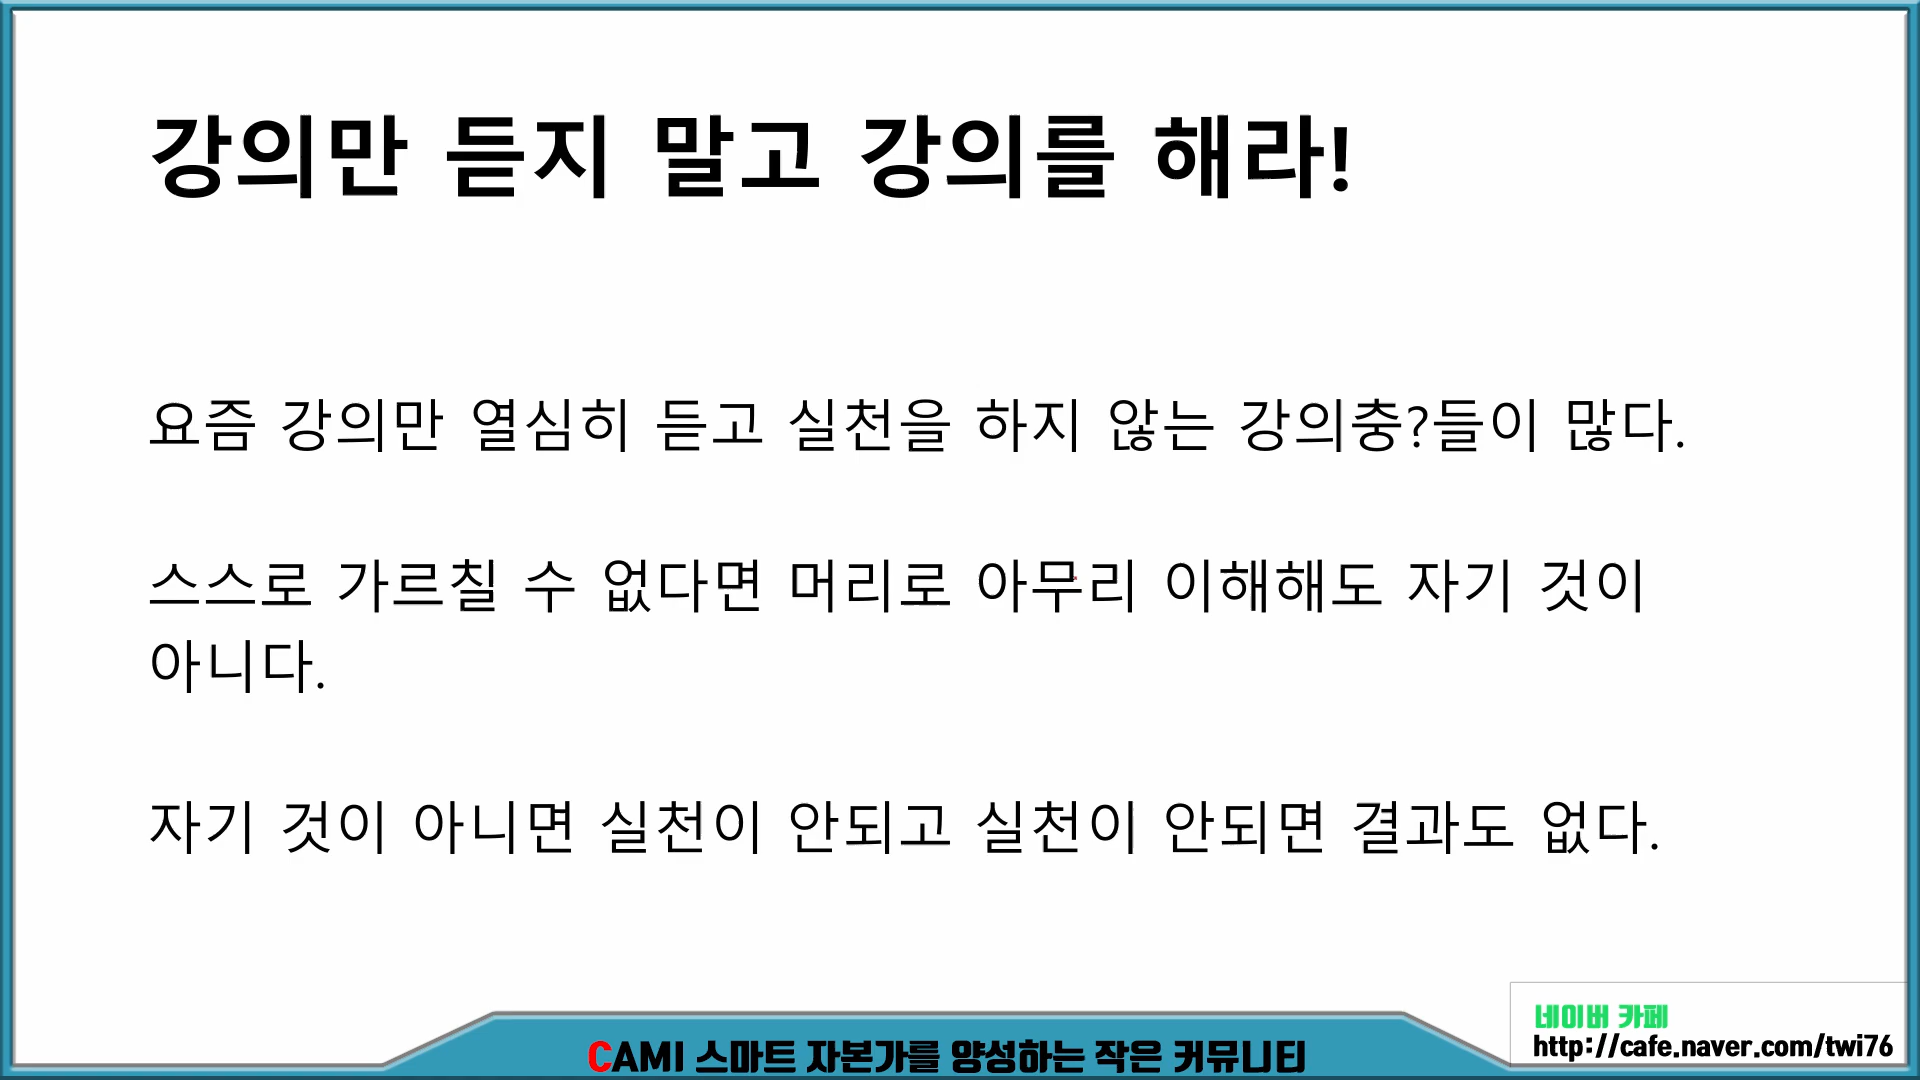 강의만 듣지 말고 강의를 해라!
요즘 강의만 열심히 듣고 실천을 하지 않는 강의충?들이 많다.
스스로 가르칠 수 없다면 머리로 아무리 이해해도 자기 것이
아니다.
자기 것이 아니면 실천이 안되고 실천이 안되면 결과도 없다.
네이버 카페
http://cafe.naver.com/twi76
CAMI 스마트 자본가를 양성하는 작은 커뮤니티